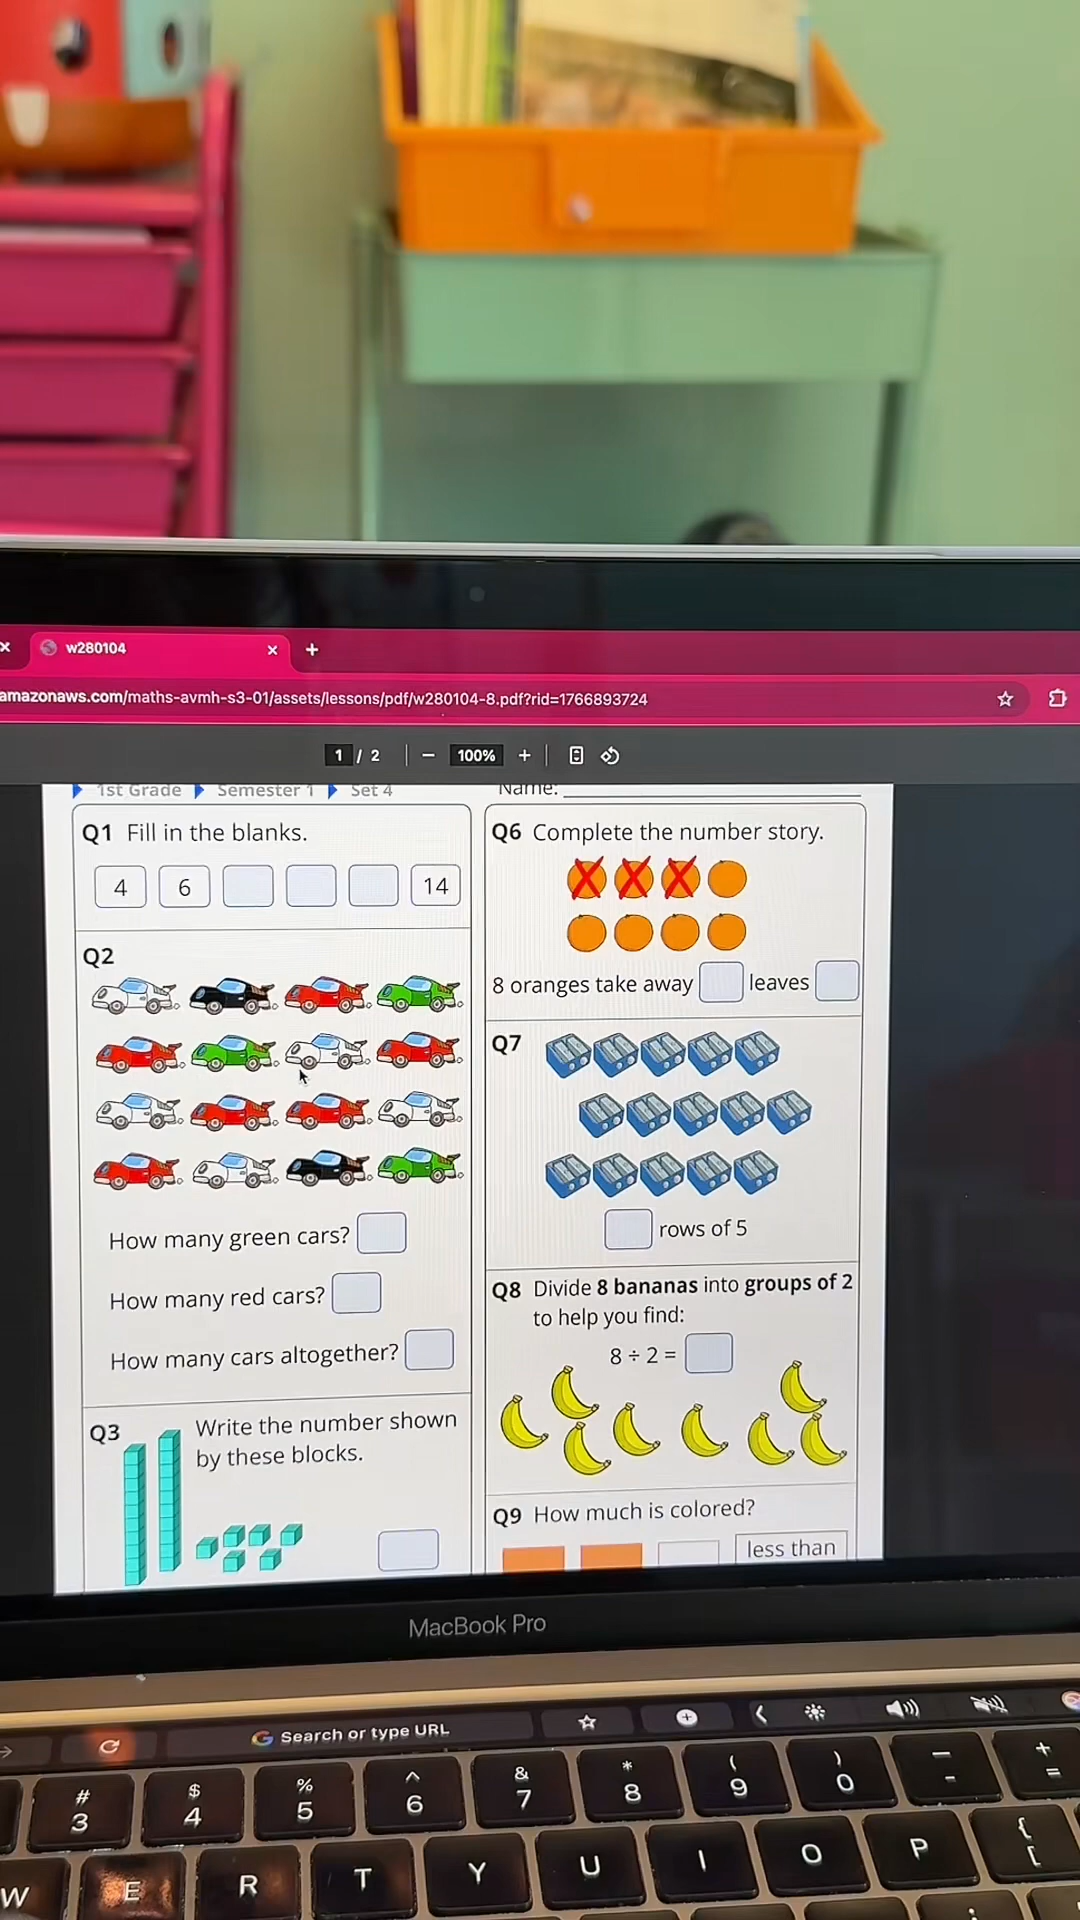 w280104
amazonaws.com/maths-avmh-s3-01/assets/lessons/pdf/w280104-8.pdf?rid=1766893724
1 / 2 — 100% +
1st Grade Semester 1 Set 4
Name:
Q1 Fill in the blanks.
4 6 14
Q2
How many green cars?
How many red cars?
How many cars altogether?
Q3 Write the number shown
by these blocks.
Q6 Complete the number story.
8 oranges take away leaves
Q7
rows of 5
Q8 Divide 8 bananas into groups of 2
to help you find:
8 ÷ 2 =
Q9 How much is colored?
less than
MacBook Pro
Search or type URL
# $ % ^ & * ( ) — +
3 4 5 6 7 8 9 0 - =
W E R T Y U I O P { [